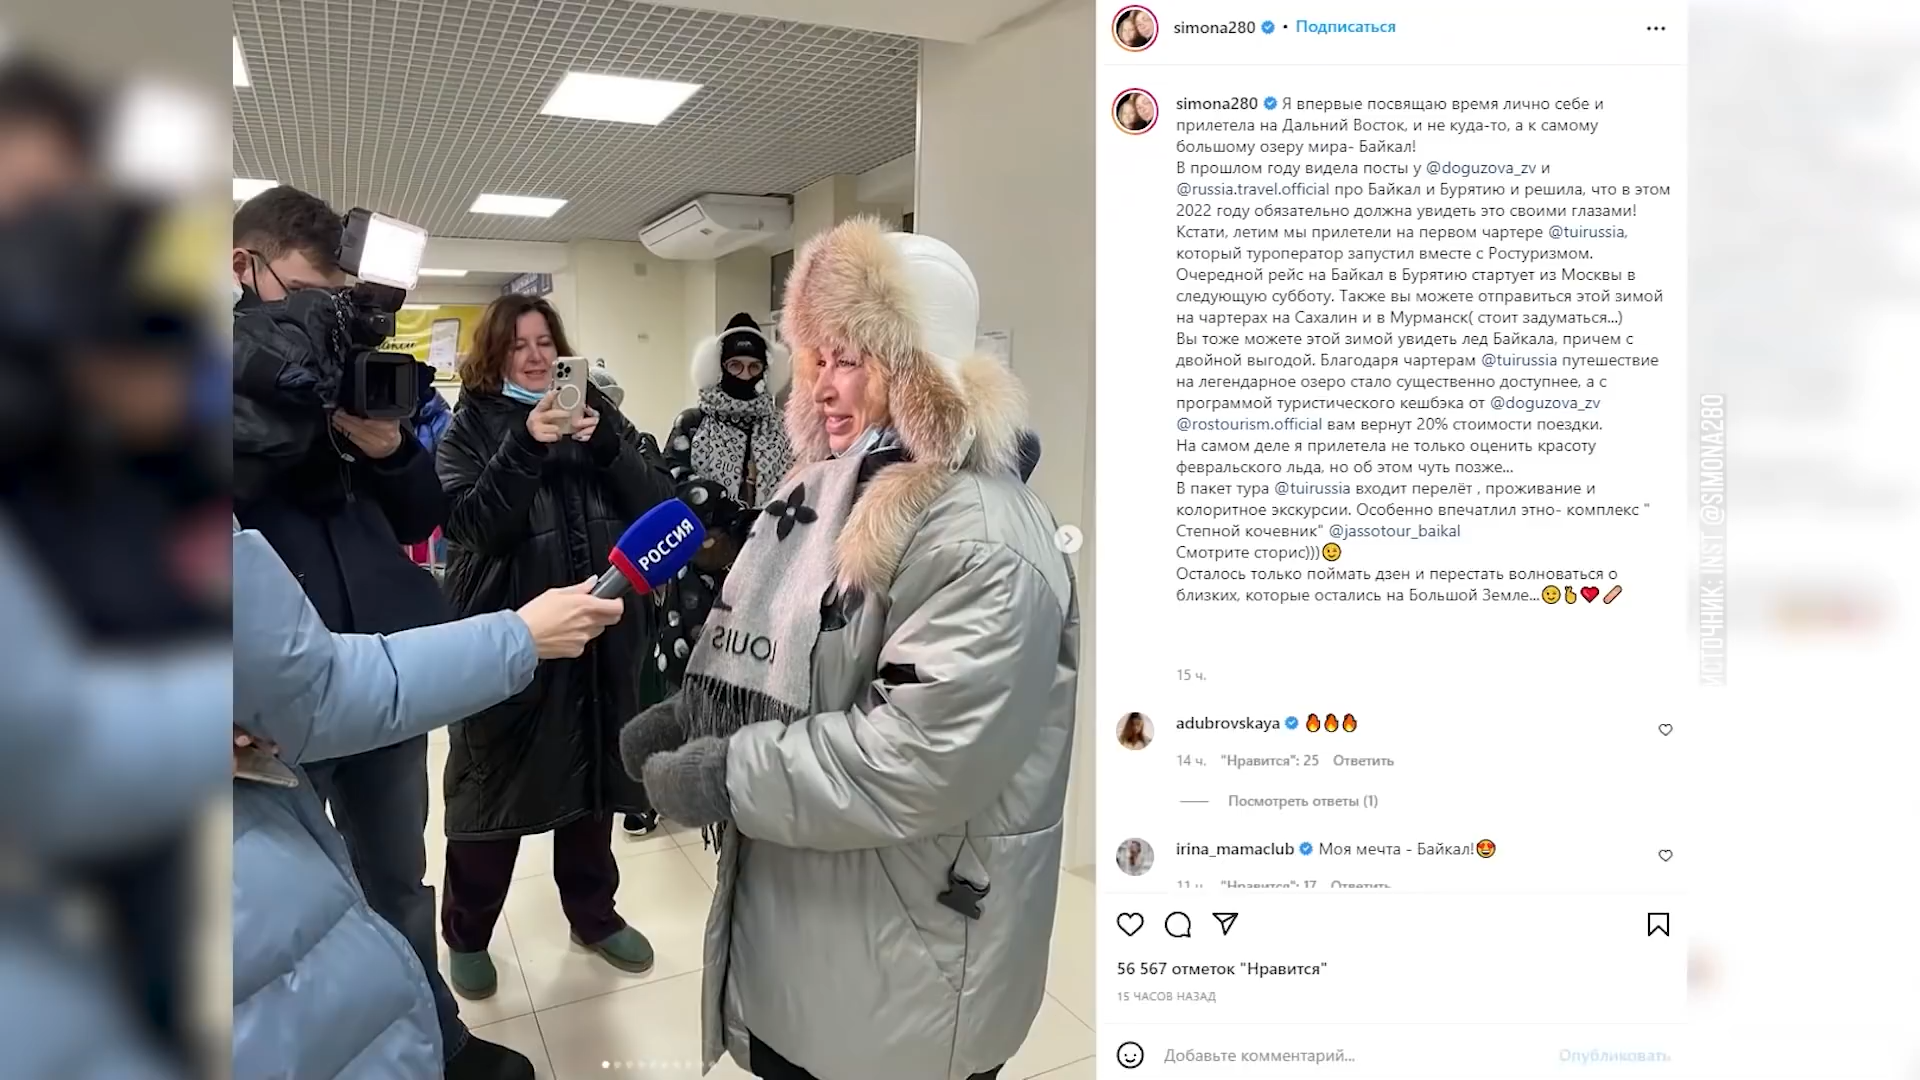 simona280 • Подписаться
simona280 Я впервые посвящаю время лично себе и
прилетела на Дальний Восток, и не куда-то, а к самому
большому озеру мира- Байкал!
В прошлом году видела посты у @doguzova_zv и
@russia.travel.official про Байкал и Бурятию и решила, что в этом
2022 году обязательно должна увидеть это своими глазами!
Кстати, летим мы прилетели на первом чартере @tuirussia,
который туроператор запустил вместе с Ростуризмом.
Очередной рейс на Байкал в Бурятию стартует из Москвы в
следующую субботу. Также вы можете отправиться этой зимой
на чартерах на Сахалин и в Мурманск( стоит задуматься...)
Вы тоже можете этой зимой увидеть лед Байкала, причем с
двойной выгодой. Благодаря чартерам @tuirussia путешествие
на легендарное озеро стало существенно доступнее, а с
программой туристического кешбэка от @doguzova_zv
@rostourism.official вам вернут 20% стоимости поездки.
На самом деле я прилетела не только оценить красоту
февральского льда, но об этом чуть позже...
В пакет тура @tuirussia входит перелёт , проживание и
колоритное экскурсии. Особенно впечатлил этно- комплекс "
Степной кочевник" @jassotour_baikal
Смотрите сторис)))😉
Осталось только поймать дзен и перестать волноваться о
близких, которые остались на Большой Земле...
15 ч.
adubrovskaya 🔥🔥🔥
14 ч. "Нравится": 25 Ответить
Посмотреть ответы (1)
irina_mamaclub Моя мечта - Байкал!😍
11 ч. "Нравится": 17 Ответить
56 567 отметок "Нравится"
15 ЧАСОВ НАЗАД
Добавьте комментарий...
Опубликовать
ИСТОЧНИК: INST @SIMONA280
РОССИЯ
LOUIS
LOUIS